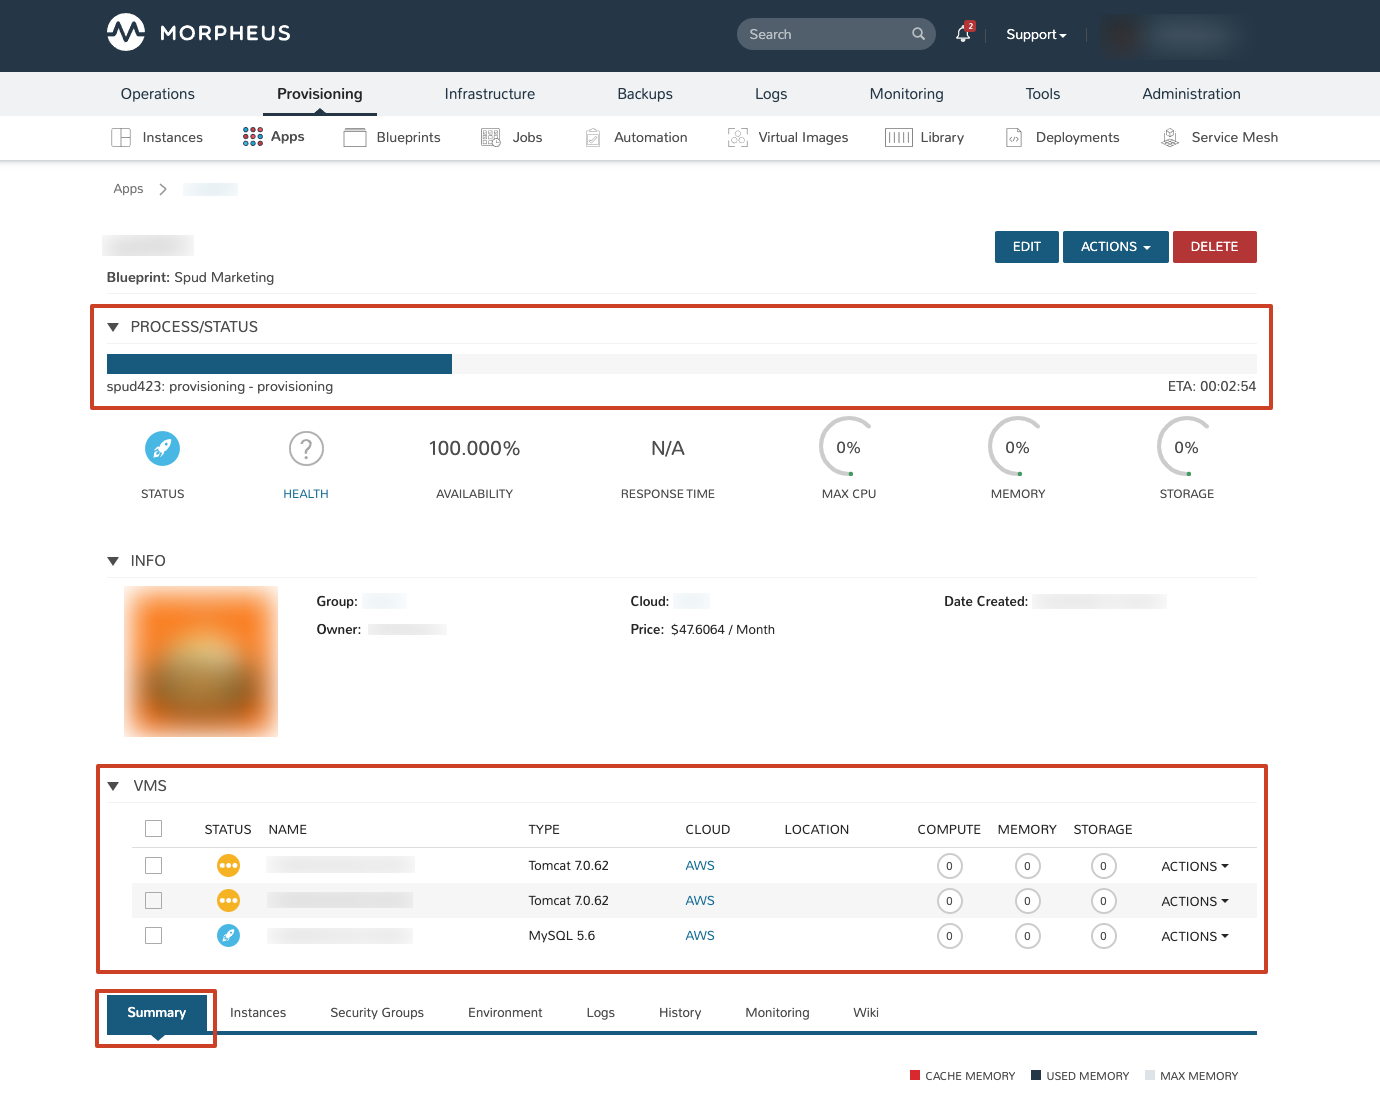 MORPHEUS
Search
2
Support
Operations Provisioning Infrastructure Backups Logs Monitoring Tools Administration
Instances Apps Blueprints Jobs Automation Virtual Images Library Deployments Service Mesh
Apps
EDIT ACTIONS DELETE
Blueprint: Spud Marketing
PROCESS/STATUS
spud423: provisioning - provisioning ETA: 00:02:54
? 100.000% N/A 0% 0% 0%
STATUS HEALTH AVAILABILITY RESPONSE TIME MAX CPU MEMORY STORAGE
INFO
Group: Cloud: Date Created:
Owner: Price: $47.6064 / Month
VMS
STATUS NAME TYPE CLOUD LOCATION COMPUTE MEMORY STORAGE
Tomcat 7.0.62 AWS 0 0 0 ACTIONS
Tomcat 7.0.62 AWS 0 0 0 ACTIONS
MySQL 5.6 AWS 0 0 0 ACTIONS
Summary Instances Security Groups Environment Logs History Monitoring Wiki
CACHE MEMORY USED MEMORY MAX MEMORY